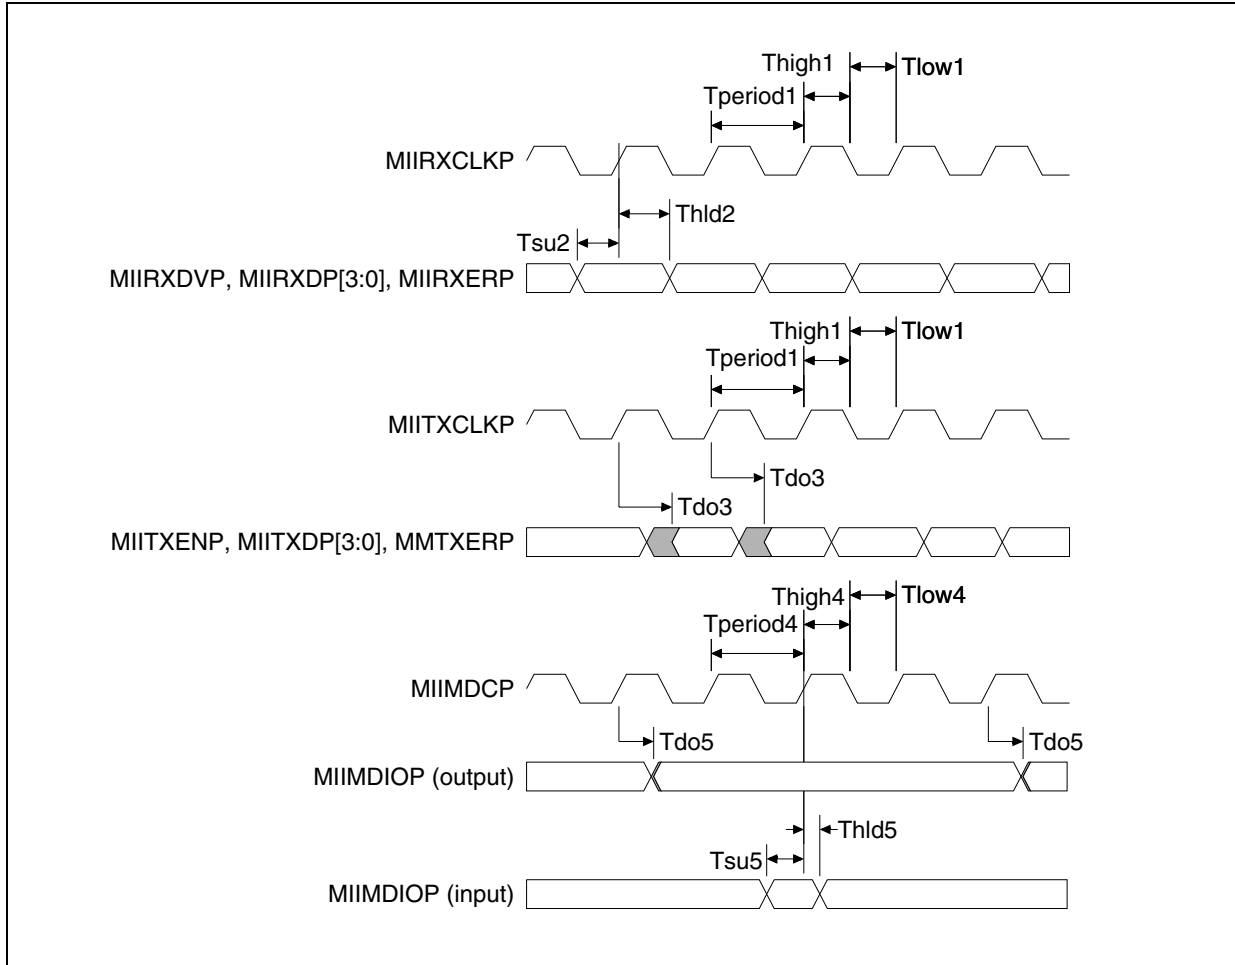 Thigh1
Tlow1
Tperiod1
MIIRXCLKP
Thld2
Tsu2
MIIRXDVP, MIIRXDP[3:0], MIIRXERP
Thigh1
Tlow1
Tperiod1
MIITXCLKP
Tdo3
Tdo3
MIITXENP, MIITXDP[3:0], MMTXERP
Thigh4
Tlow4
Tperiod4
MIIMDCP
Tdo5
Tdo5
MIIMDIOP (output)
Thld5
Tsu5
MIIMDIOP (input)